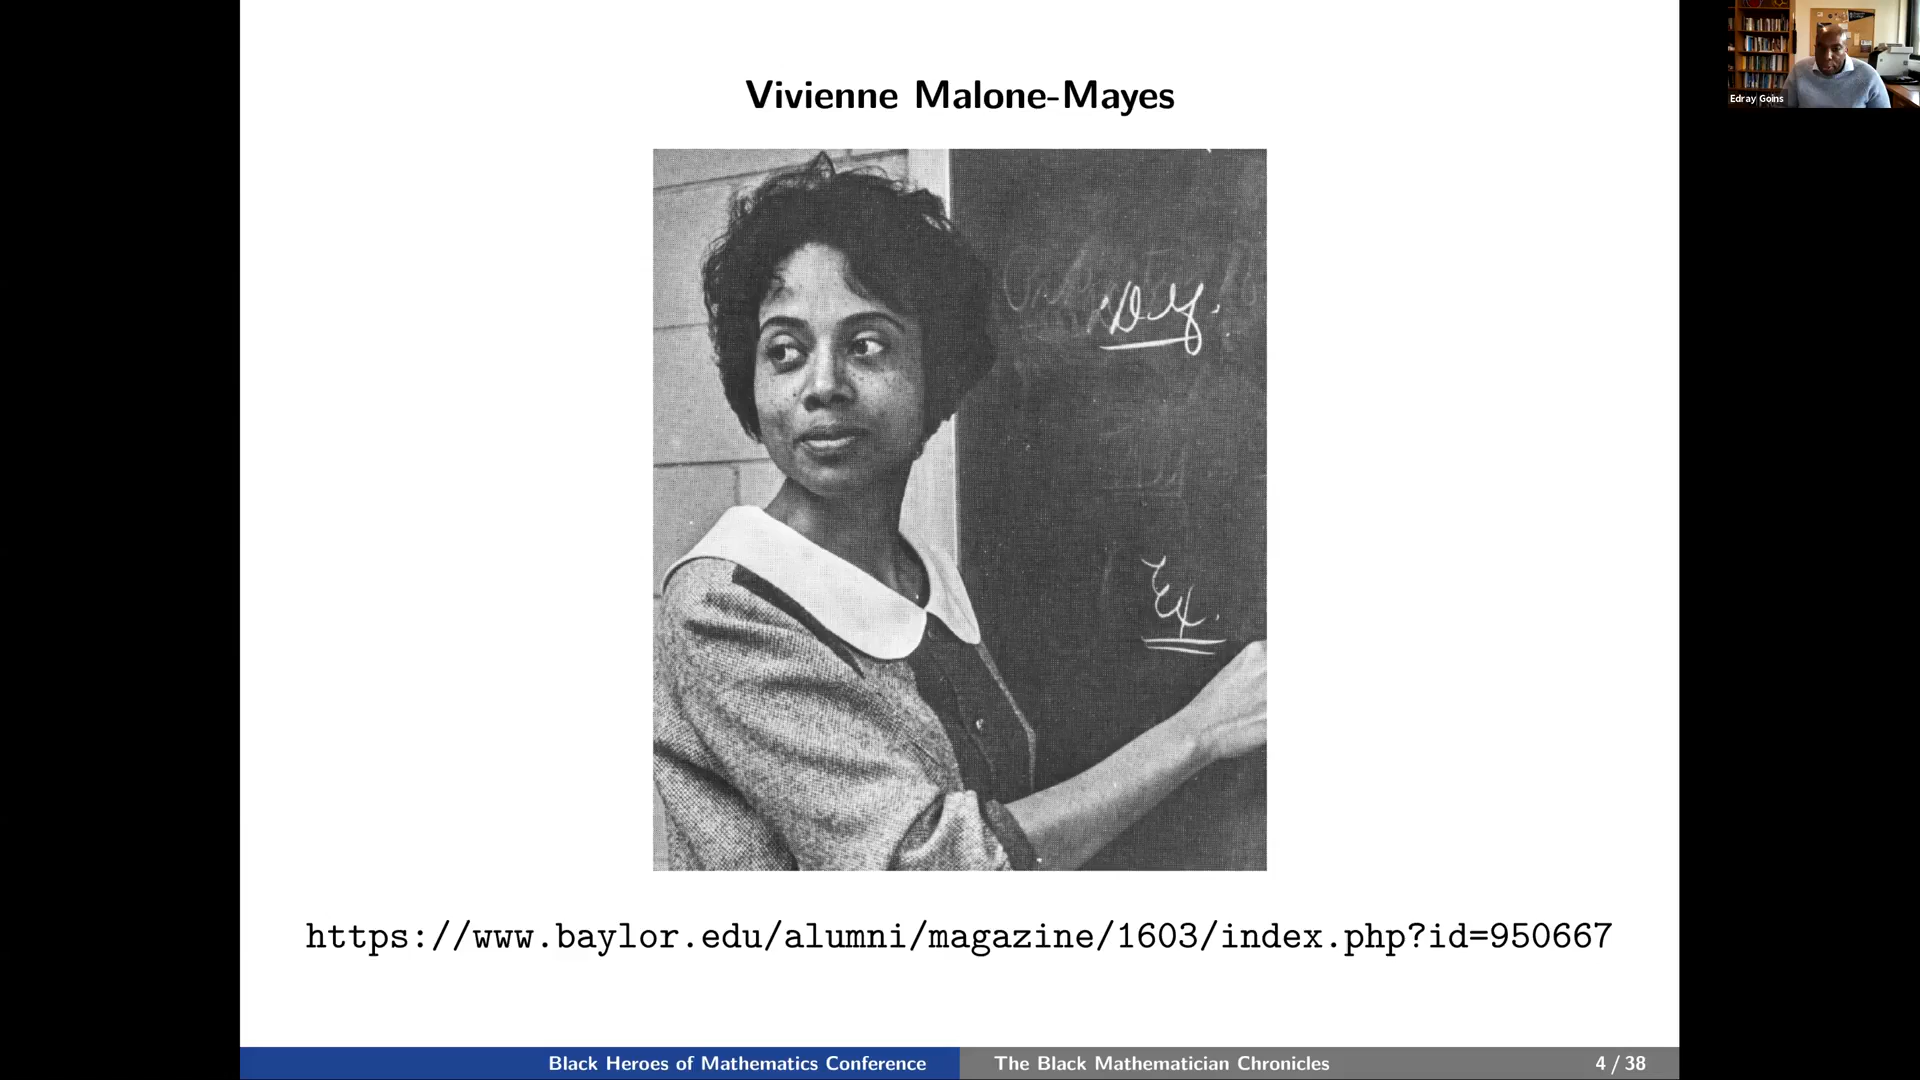 Vivienne Malone-Mayes
Edray Goins
Ex.
https://www.baylor.edu/alumni/magazine/1603/index.php?id=950667
Black Heroes of Mathematics Conference
The Black Mathematician Chronicles
4 / 38